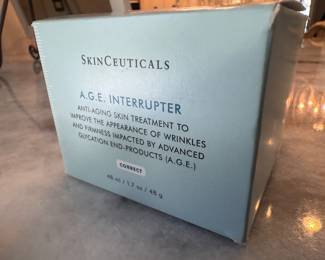 SKINCEUTICALS
A.G.E. INTERRUPTER
ANTI-AGING SKIN TREATMENT TO
IMPROVE THE APPEARANCE OF WRINKLES
AND FIRMNESS IMPACTED BY ADVANCED
GLYCATION END-PRODUCTS (A.G.E.)
CORRECT
48 ml / 1.7 oz / 48 g